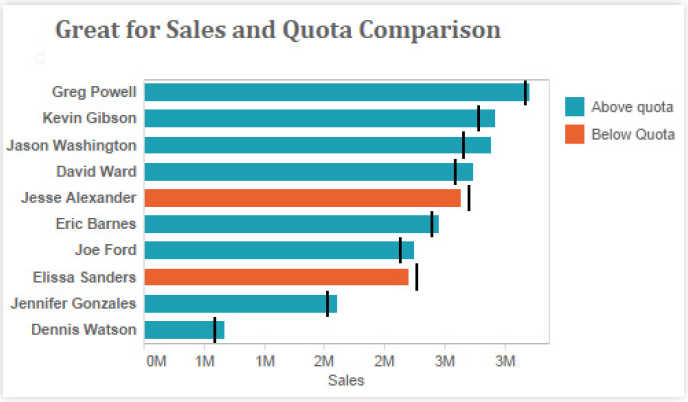 Great for Sales and Quota Comparison
Greg Powell
Kevin Gibson
Jason Washington
David Ward
Jesse Alexander
Eric Barnes
Joe Ford
Elissa Sanders
Jennifer Gonzales
Dennis Watson
0M 1M 1M 2M 2M 3M 3M
Sales
Above quota
Below Quota